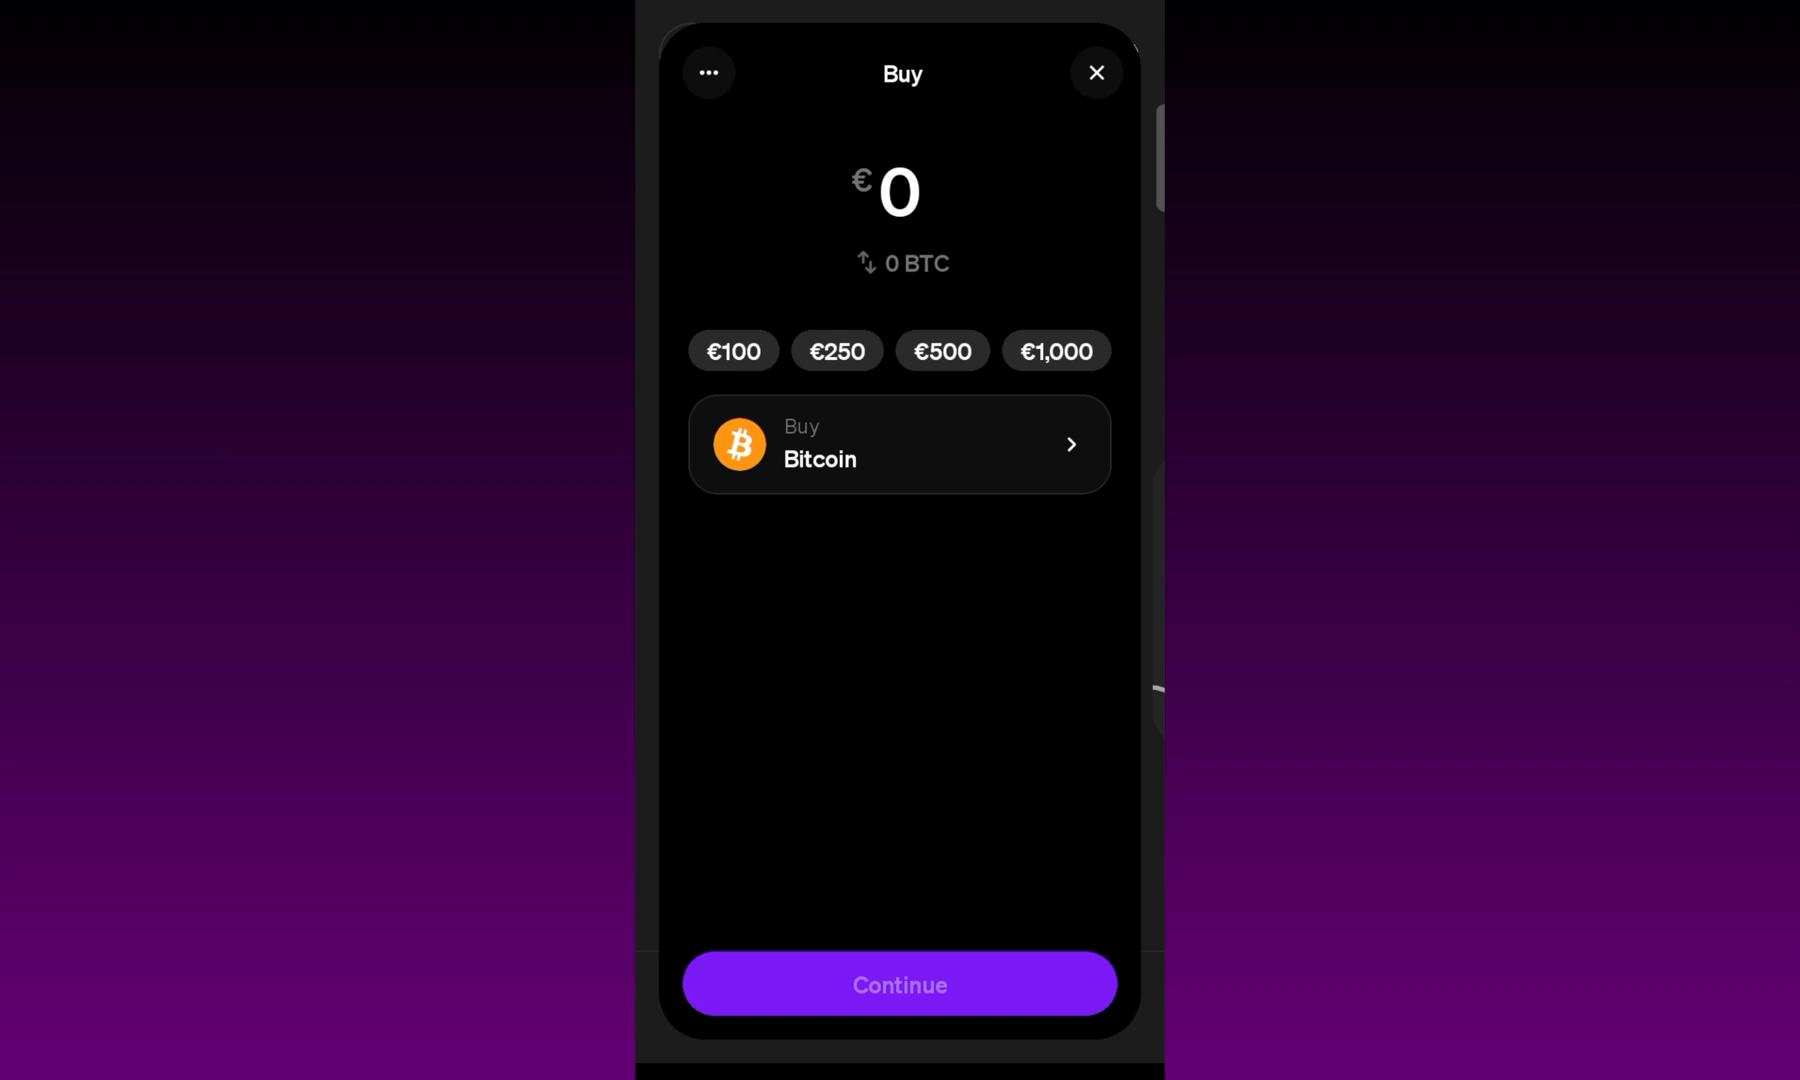 Buy
€0
0 BTC
€100 €250 €500 €1,000
Buy
Bitcoin
Continue